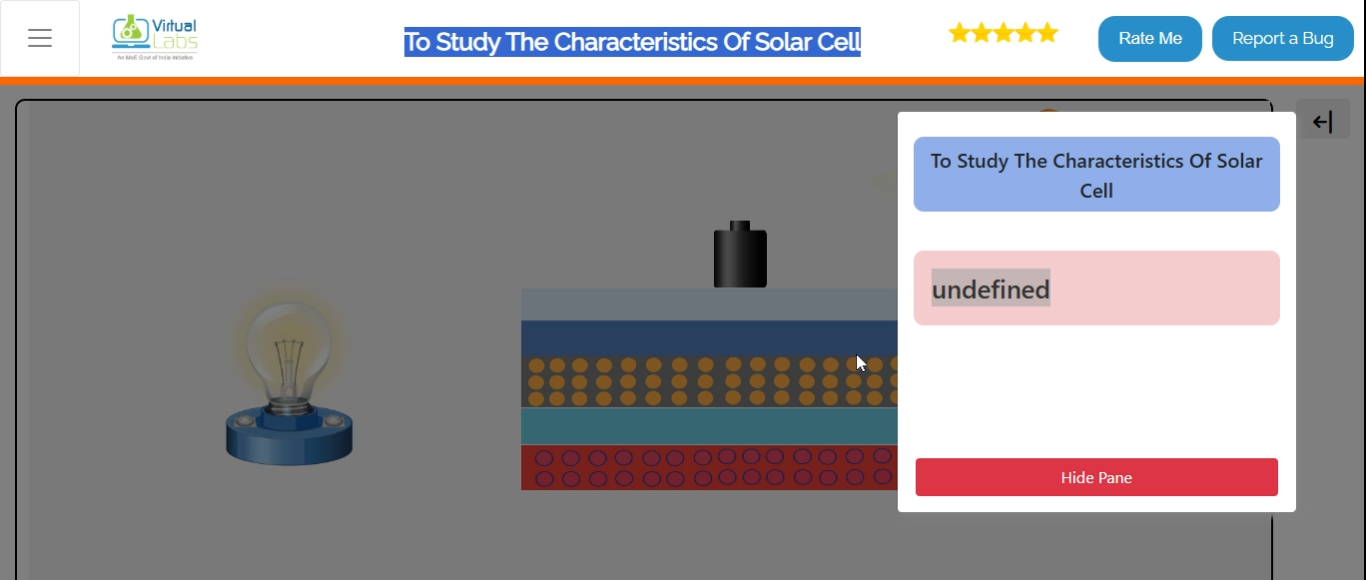 Virtual
Labs
An MoE Govt of India Initiative
To Study The Characteristics Of Solar Cell
Rate Me
Report a Bug
To Study The Characteristics Of Solar
Cell
undefined
Hide Pane